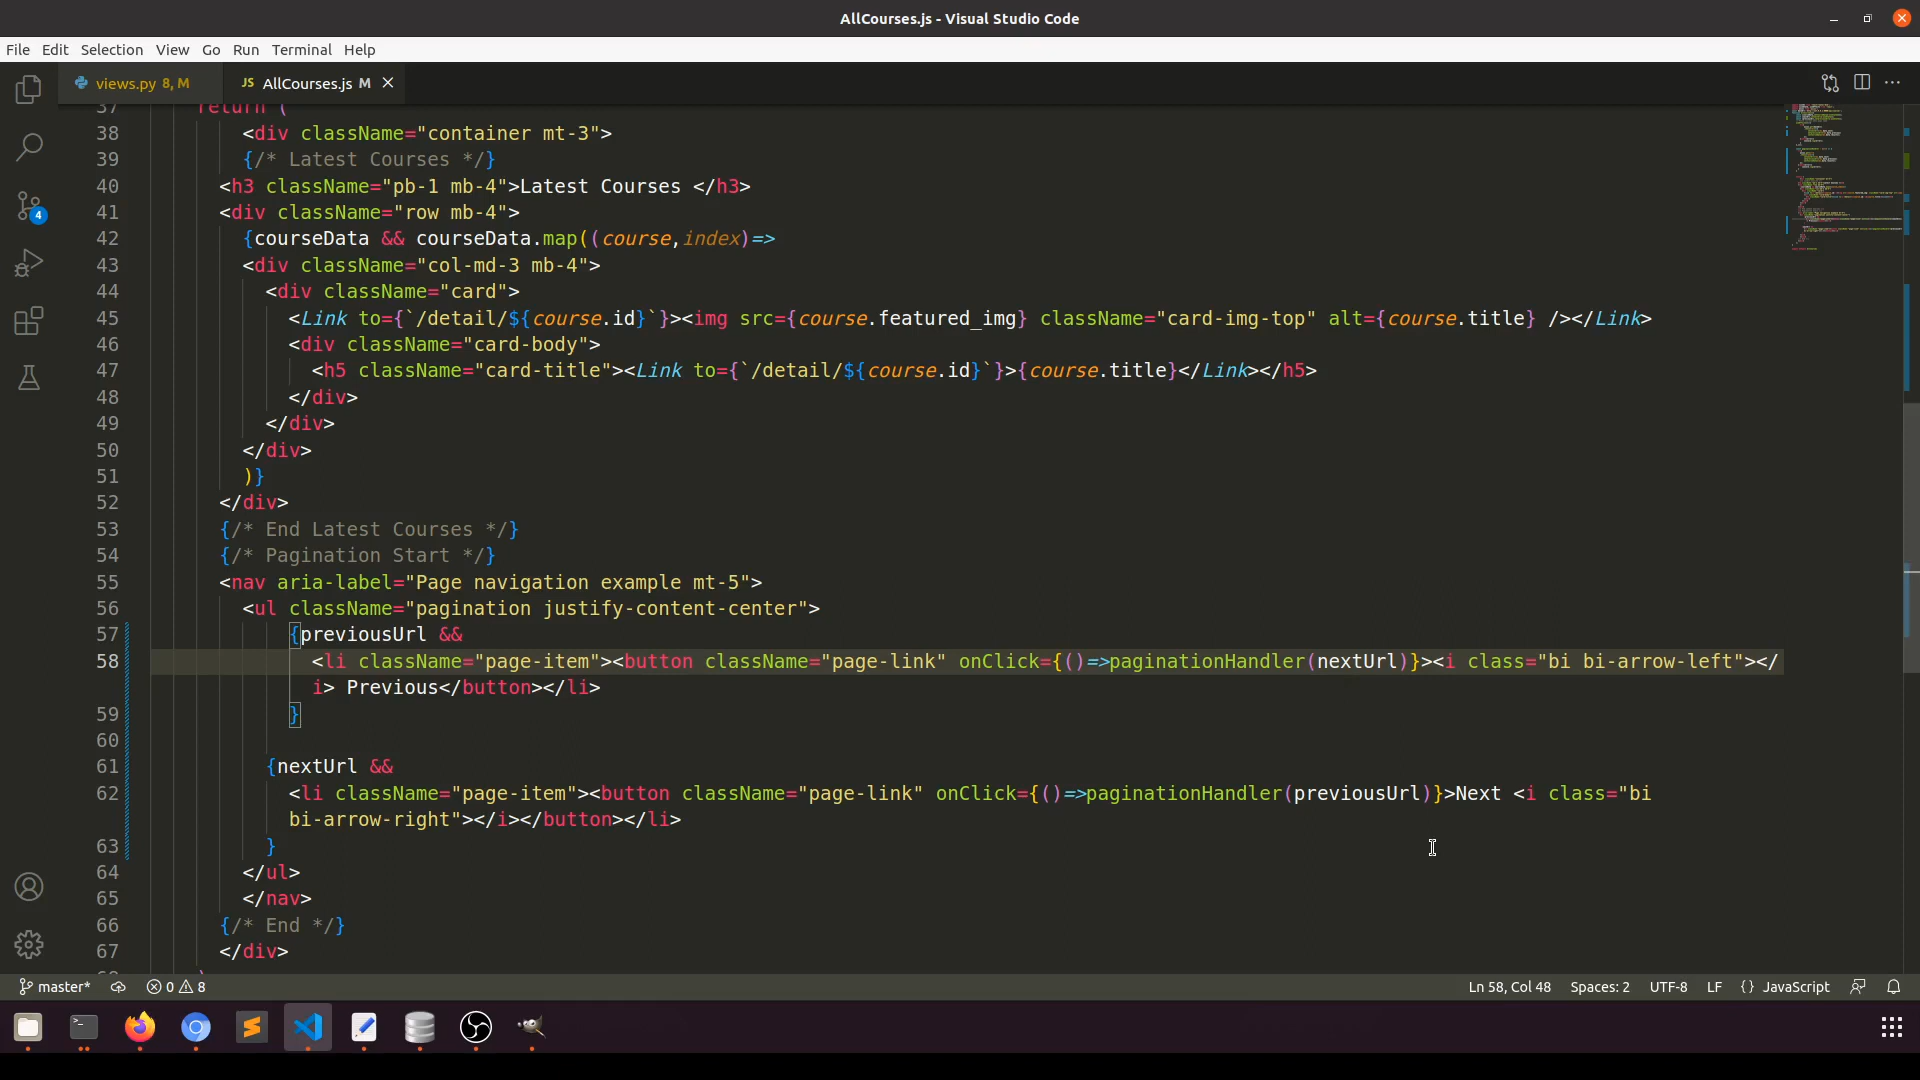 AllCourses.js - Visual Studio Code
File Edit Selection View Go Run Terminal Help
views.py 8, M JS AllCourses.js M
37 return (
38 <div className="container mt-3">
39 {/* Latest Courses */}
40 <h3 className="pb-1 mb-4">Latest Courses </h3>
41 <div className="row mb-4">
42 {courseData && courseData.map((course,index)=>
43 <div className="col-md-3 mb-4">
44 <div className="card">
45 <Link to={`/detail/${course.id}`}><img src={course.featured_img} className="card-img-top" alt={course.title} /></Link>
46 <div className="card-body">
47 <h5 className="card-title"><Link to={`/detail/${course.id}`}>{course.title}</Link></h5>
48 </div>
49 </div>
50 </div>
51 )}
52 </div>
53 {/* End Latest Courses */}
54 {/* Pagination Start */}
55 <nav aria-label="Page navigation example mt-5">
56 <ul className="pagination justify-content-center">
57 {previousUrl &&
58 <li className="page-item"><button className="page-link" onClick={()=>paginationHandler(nextUrl)}><i class="bi bi-arrow-left"></
i> Previous</button></li>
59 }
60
61 {nextUrl &&
62 <li className="page-item"><button className="page-link" onClick={()=>paginationHandler(previousUrl)}>Next <i class="bi
bi-arrow-right"></i></button></li>
63 }
64 </ul>
65 </nav>
66 {/* End */}
67 </div>
68 )
4
master* 0 8 Ln 58, Col 48 Spaces: 2 UTF-8 LF {} JavaScript